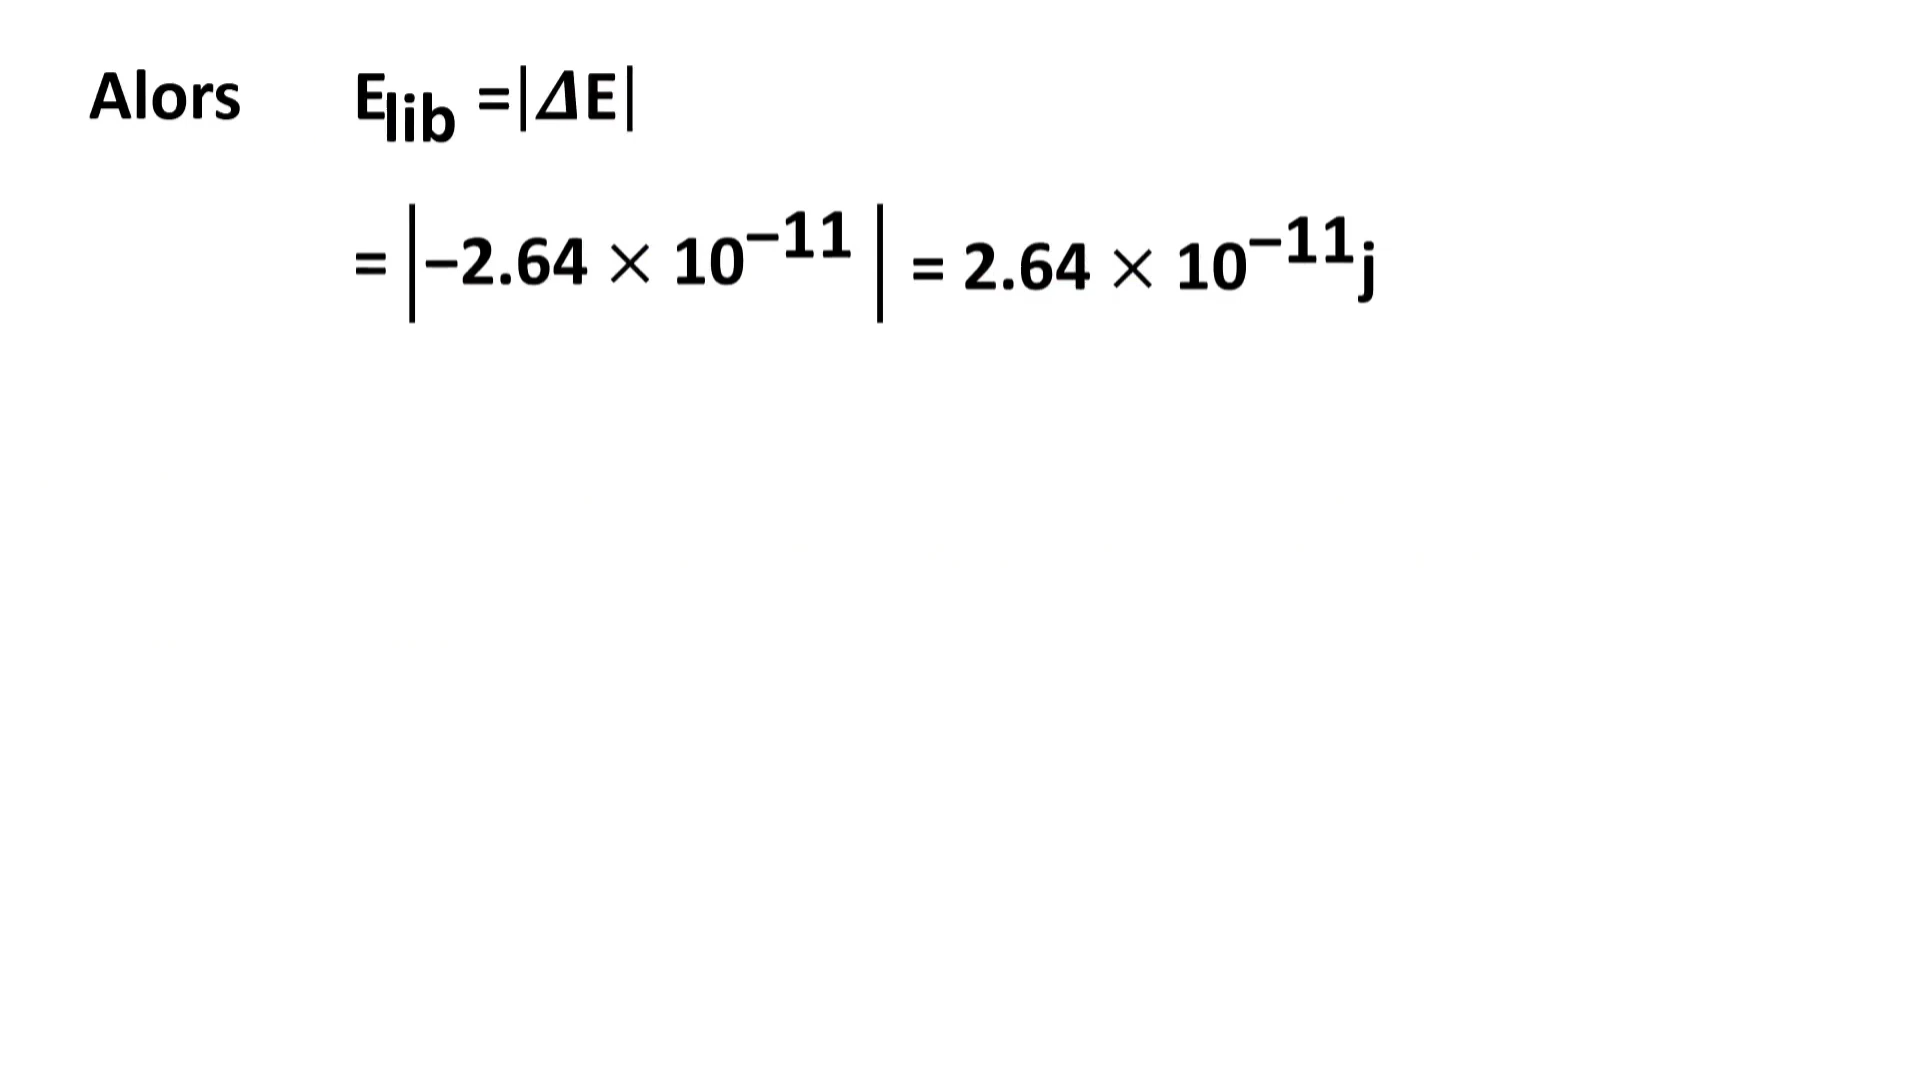 Alors E_lib =|ΔE|
= |−2.64 × 10^−11 | = 2.64 × 10^−11 j